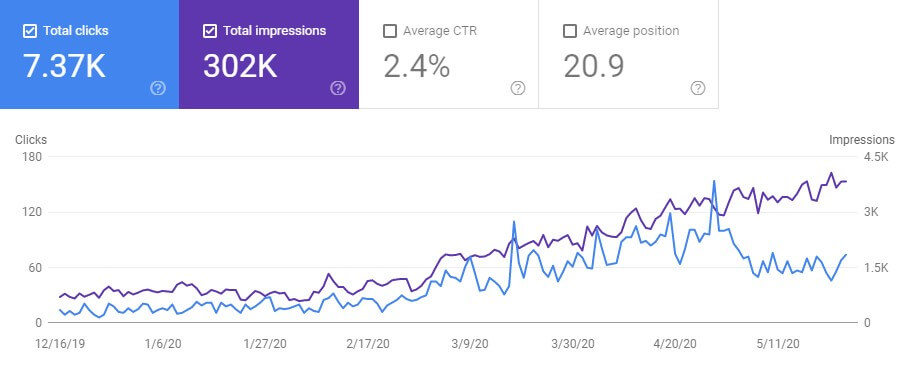 Total clicks
7.37K
Total impressions
302K
Average CTR
2.4%
Average position
20.9
Clicks
Impressions
180
4.5K
120
3K
60
1.5K
0
0
12/16/19 1/6/20 1/27/20 2/17/20 3/9/20 3/30/20 4/20/20 5/11/20